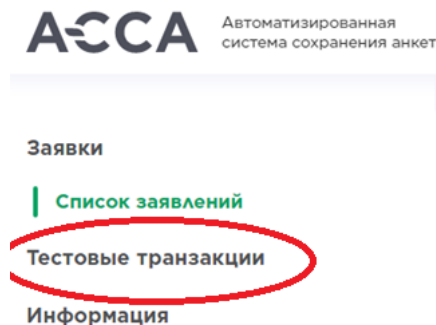 АССА
Автоматизированная
система сохранения анкет
Заявки
Список заявлений
Тестовые транзакции
Информация